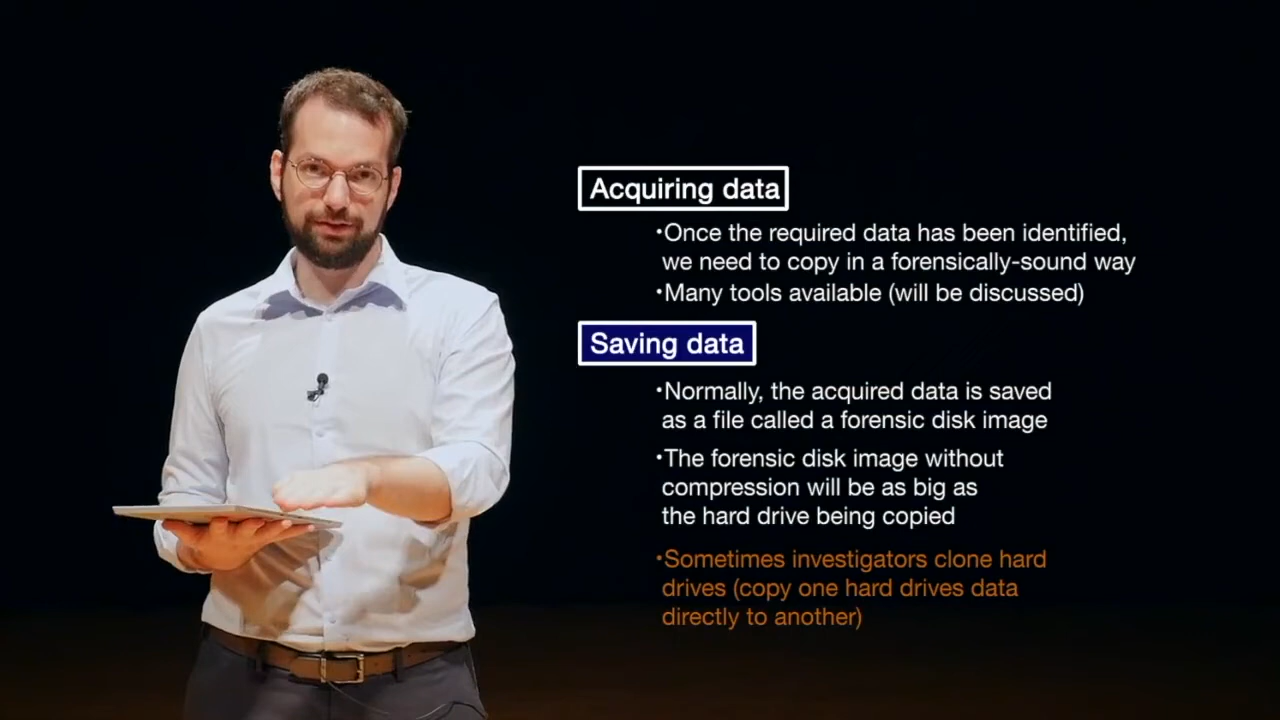 Acquiring data
•Once the required data has been identified,
we need to copy in a forensically-sound way
•Many tools available (will be discussed)
Saving data
•Normally, the acquired data is saved
as a file called a forensic disk image
•The forensic disk image without
compression will be as big as
the hard drive being copied
•Sometimes investigators clone hard
drives (copy one hard drives data
directly to another)